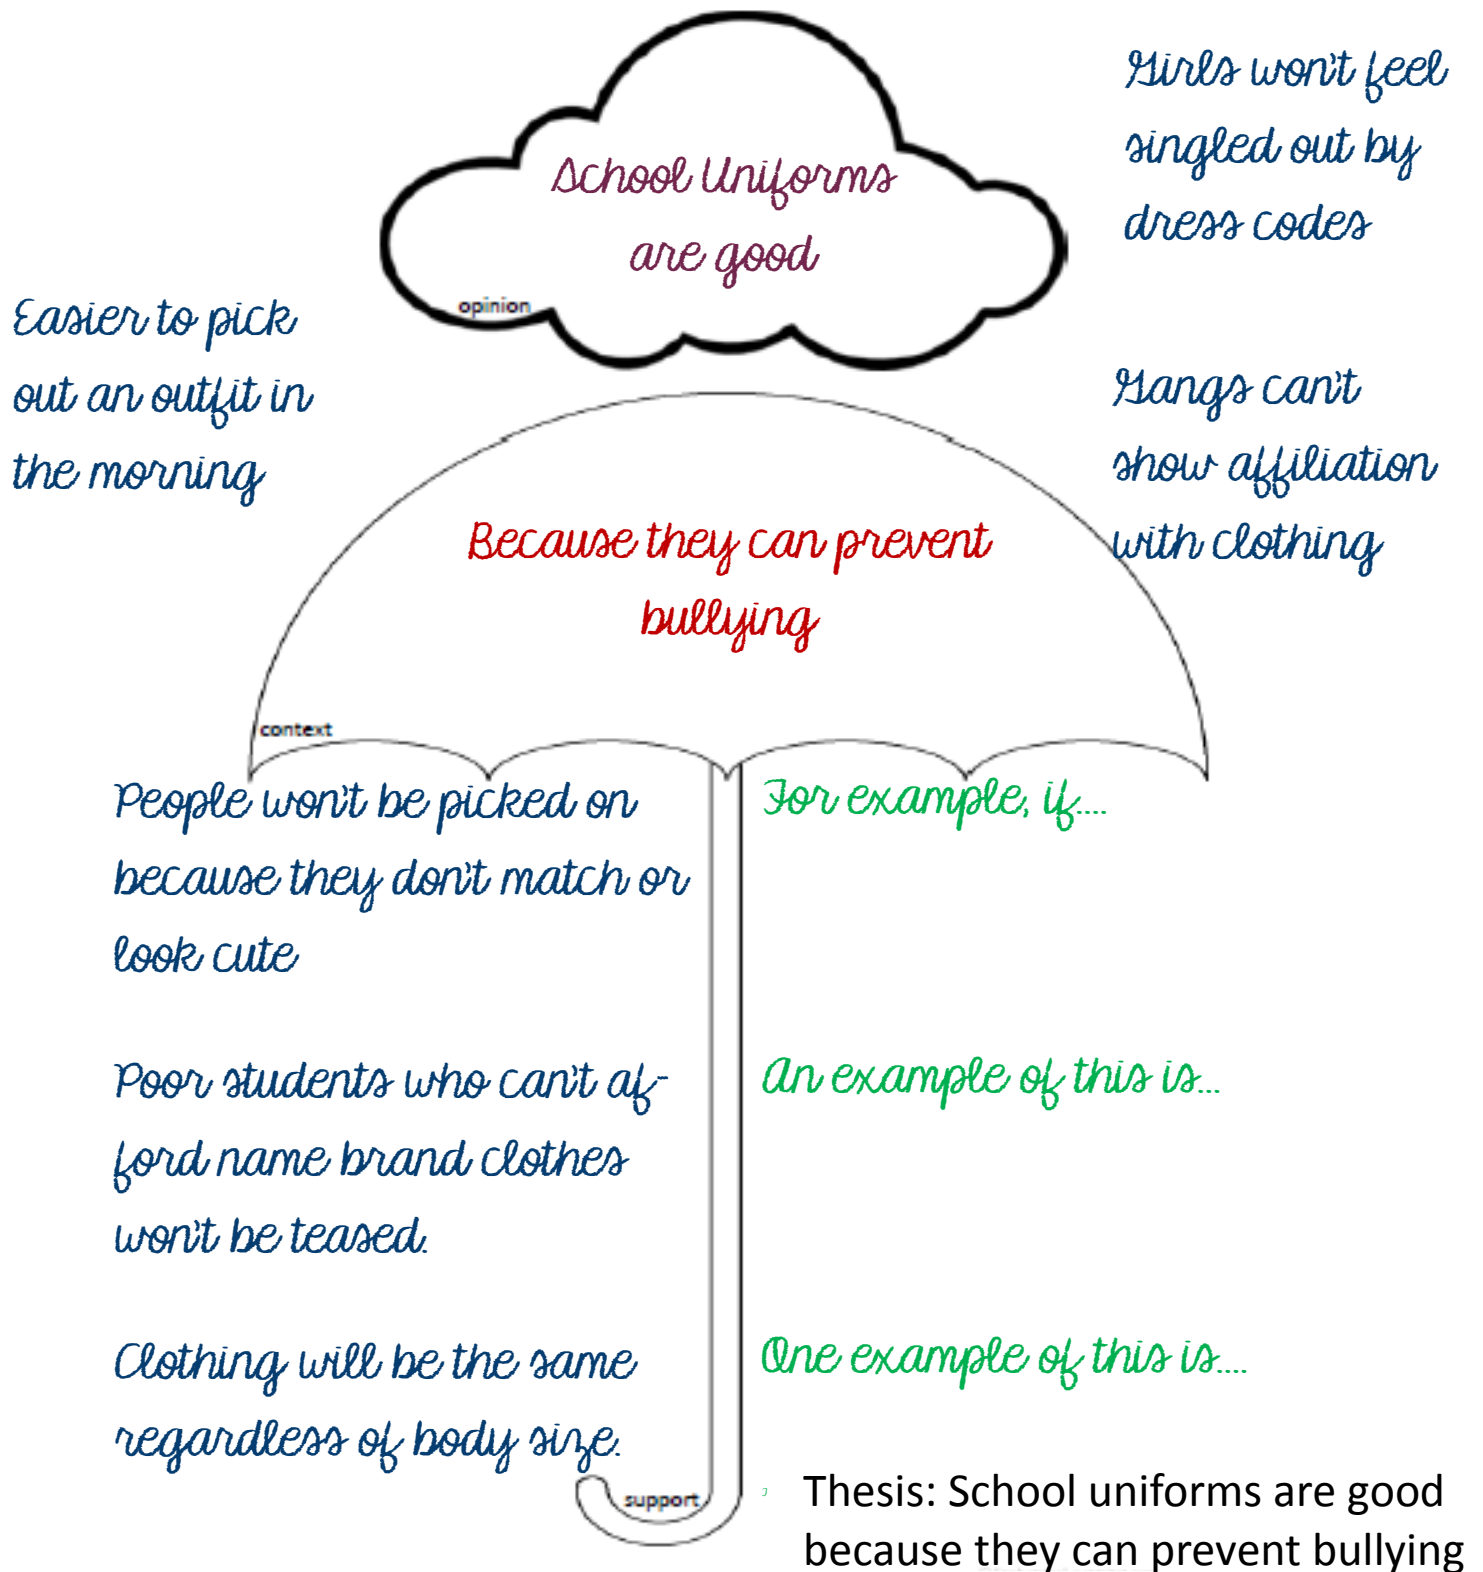 School Uniforms
are good
opinion
Girls won't feel
singled out by
dress codes
Easier to pick
out an outfit in
the morning
Gangs can't
show affiliation
with clothing
Because they can prevent
bullying
context
People won't be picked on
because they don't match or
look cute
For example, if....
Poor students who can't af-
ford name brand clothes
won't be teased.
An example of this is...
Clothing will be the same
regardless of body size.
One example of this is....
support
Thesis: School uniforms are good
because they can prevent bullying